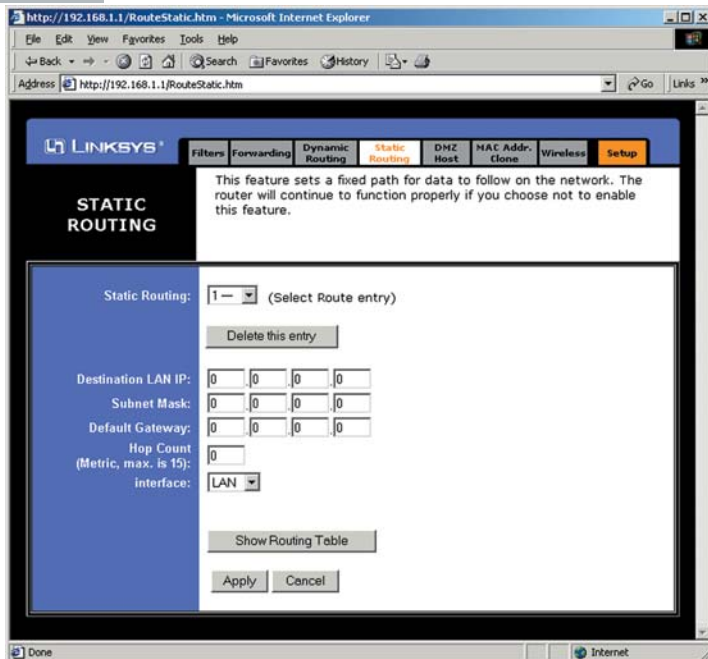 http://192.168.1.1/RouteStatic.htm - Microsoft Internet Explorer
File Edit View Favorites Tools Help
Back Search Favorites History
Address http://192.168.1.1/RouteStatic.htm Go Links »
LINKSYS®
Filters Forwarding Dynamic Routing Static Routing DMZ Host MAC Addr. Clone Wireless Setup
STATIC ROUTING
This feature sets a fixed path for data to follow on the network. The
router will continue to function properly if you choose not to enable
this feature.
Static Routing: 1 — (Select Route entry)
Delete this entry
Destination LAN IP: 0 . 0 . 0 . 0
Subnet Mask: 0 . 0 . 0 . 0
Default Gateway: 0 . 0 . 0 . 0
Hop Count
(Metric, max. is 15): 0
interface: LAN
Show Routing Table
Apply Cancel
Done Internet